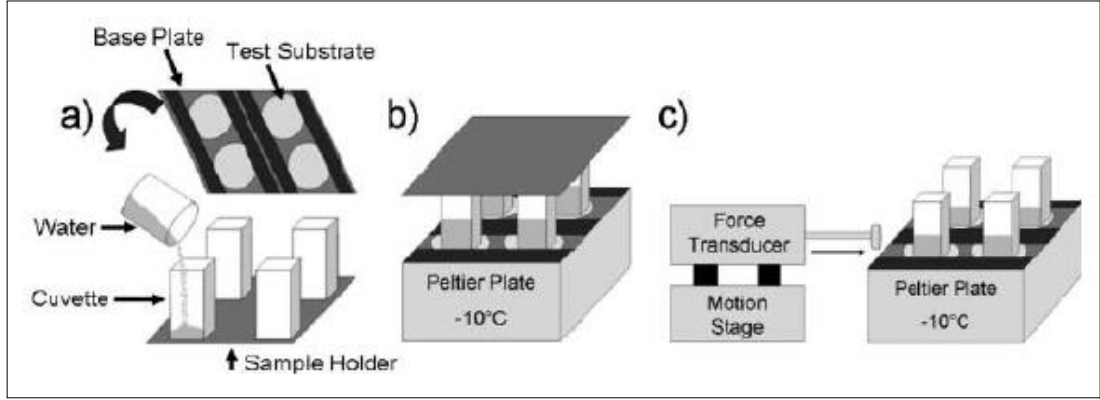 Base Plate
Test Substrate
a)
Water
Cuvette
Sample Holder
b)
Peltier Plate
-10°C
c)
Force
Transducer
Motion
Stage
Peltier Plate
-10°C